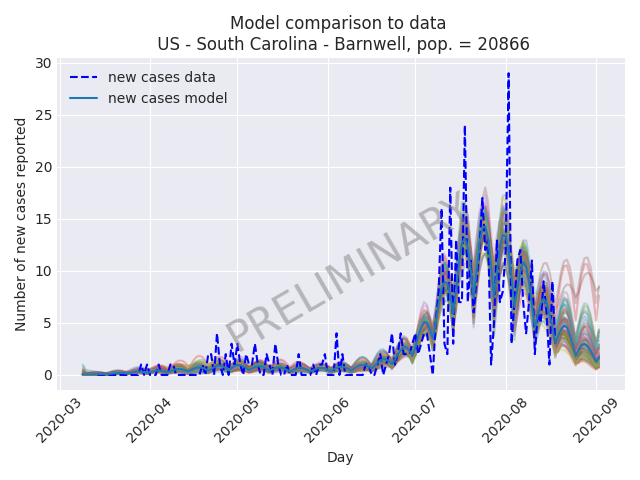 Model comparison to data
US - South Carolina - Barnwell, pop. = 20866
30
25
20
15
10
5
0
Number of new cases reported
new cases data
new cases model
PRELIMINARY
2020-03
2020-04
2020-05
2020-06
2020-07
2020-08
2020-09
Day